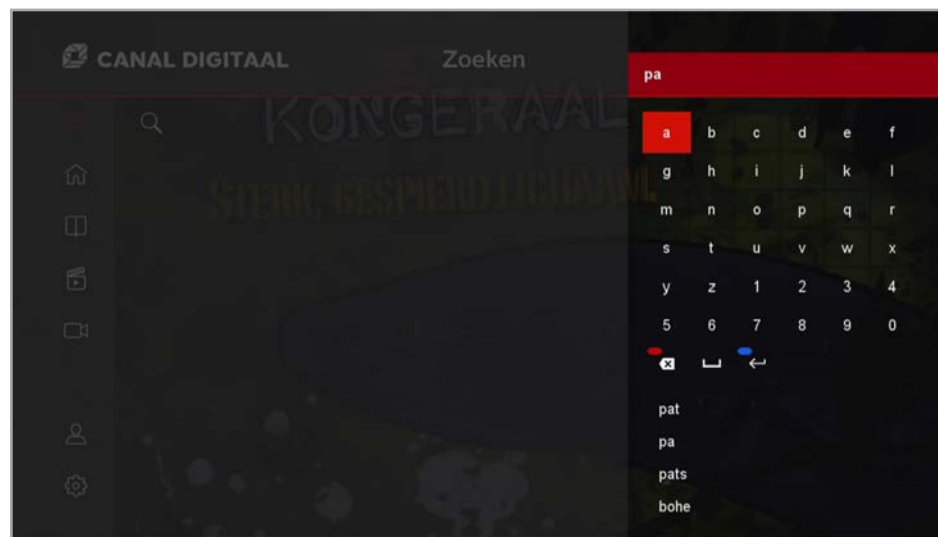 CANAL DIGITAAL
Zoeken
pa
KONGERAAL
STERK, GESPIERD LICHAAM.
a b c d e f
g h i j k l
m n o p q r
s t u v w x
y z 1 2 3 4
5 6 7 8 9 0
pat
pa
pats
bohe